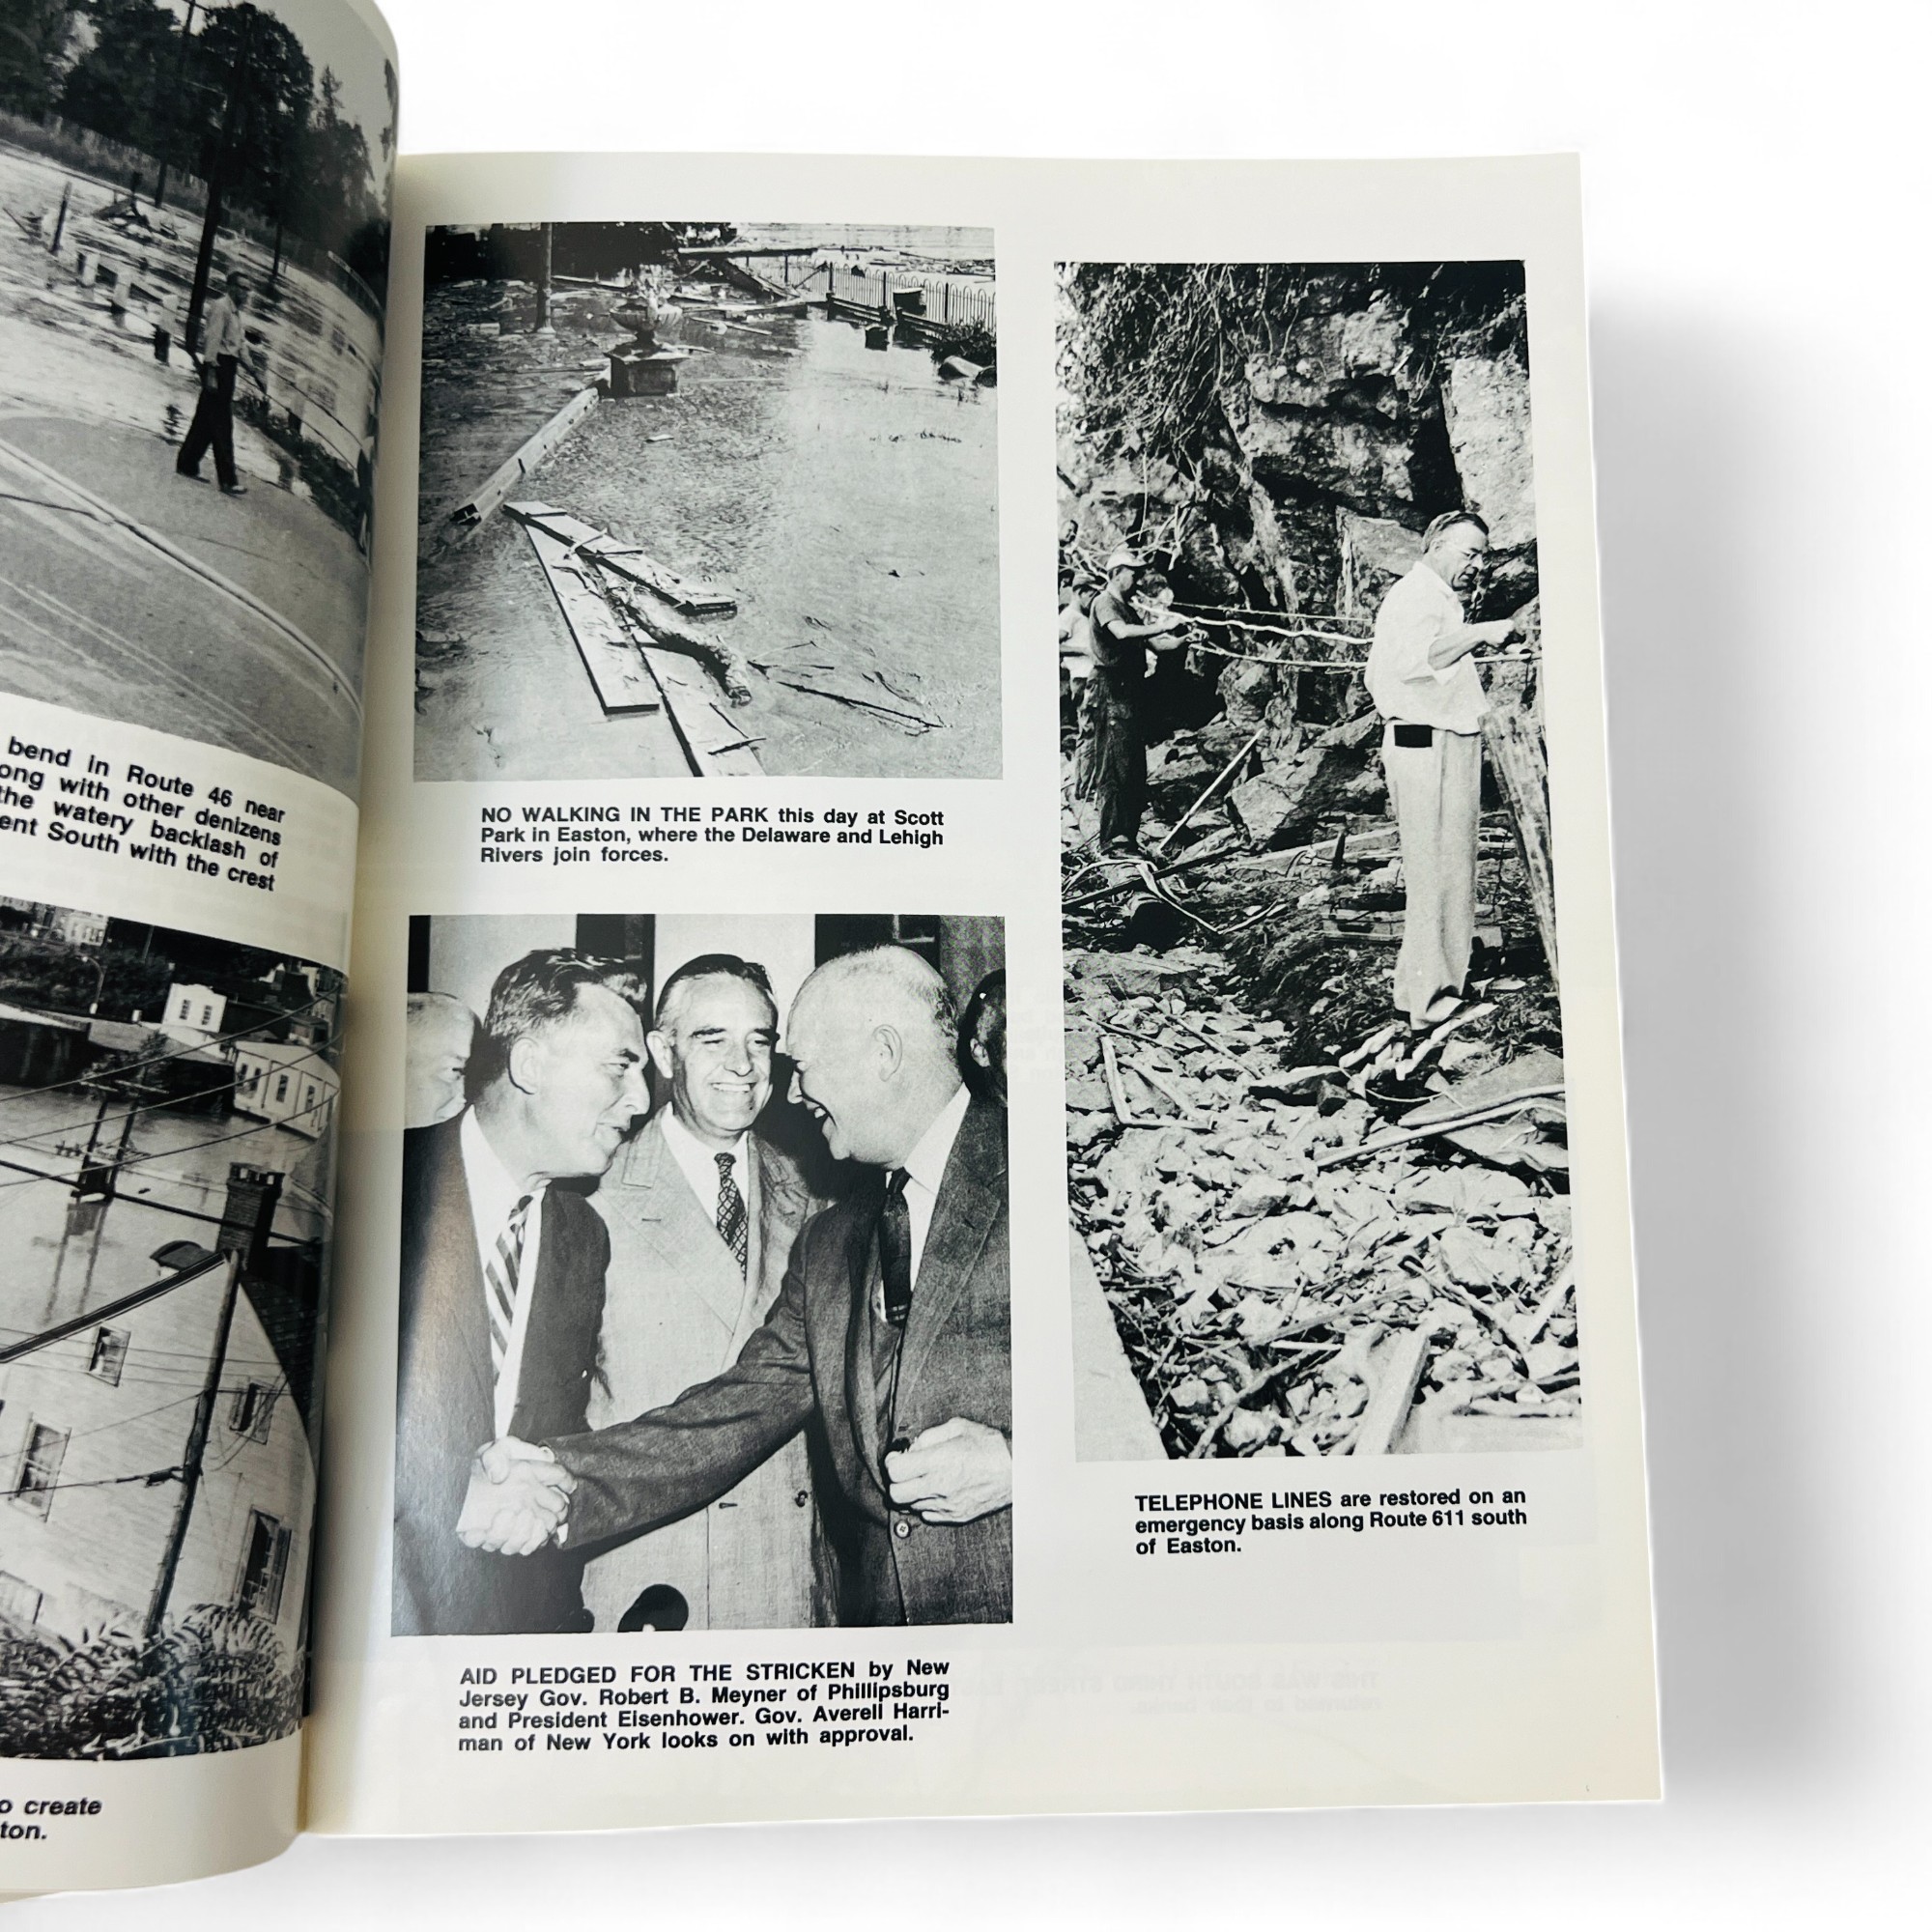 bend in Route 46 near
ong with other denizens
the watery backlash of
ent South with the crest
o create
ton.
NO WALKING IN THE PARK this day at Scott
Park in Easton, where the Delaware and Lehigh
Rivers join forces.
AID PLEDGED FOR THE STRICKEN by New
Jersey Gov. Robert B. Meyner of Phillipsburg
and President Eisenhower. Gov. Averell Harri-
man of New York looks on with approval.
TELEPHONE LINES are restored on an
emergency basis along Route 611 south
of Easton.